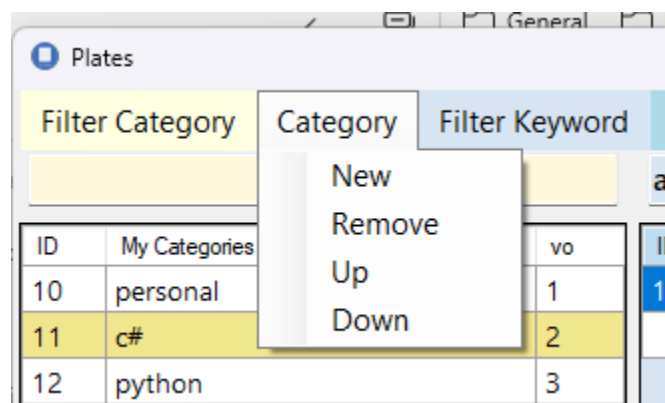 General
Plates
Filter Category Category Filter Keyword
New
Remove
Up
Down
ID My Categories vo
10 personal 1
11 c# 2
12 python 3